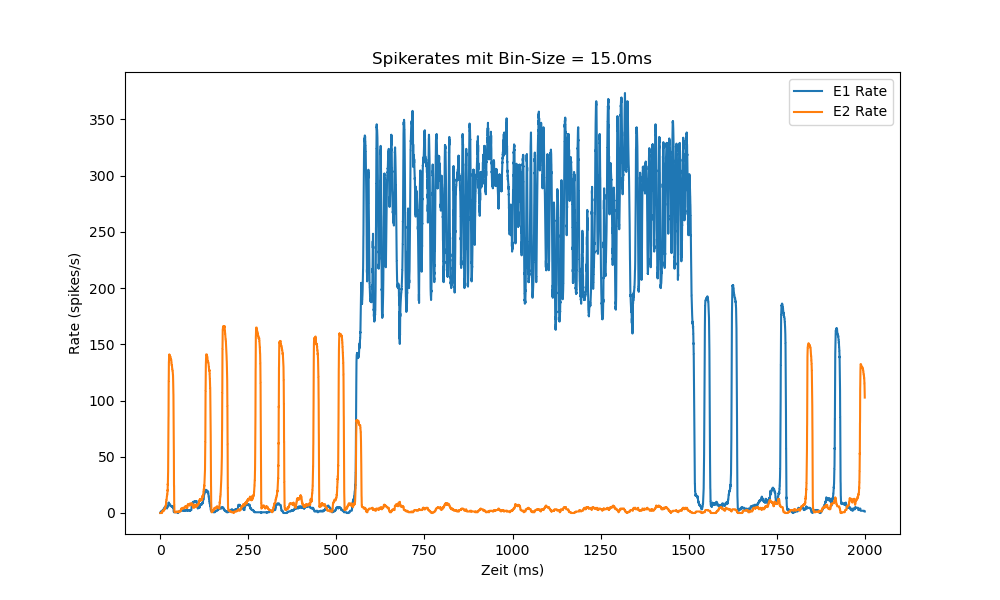 Spikerates mit Bin-Size = 15.0ms
E1 Rate
E2 Rate
350
300
250
200
150
100
50
0
Rate (spikes/s)
0 250 500 750 1000 1250 1500 1750 2000
Zeit (ms)